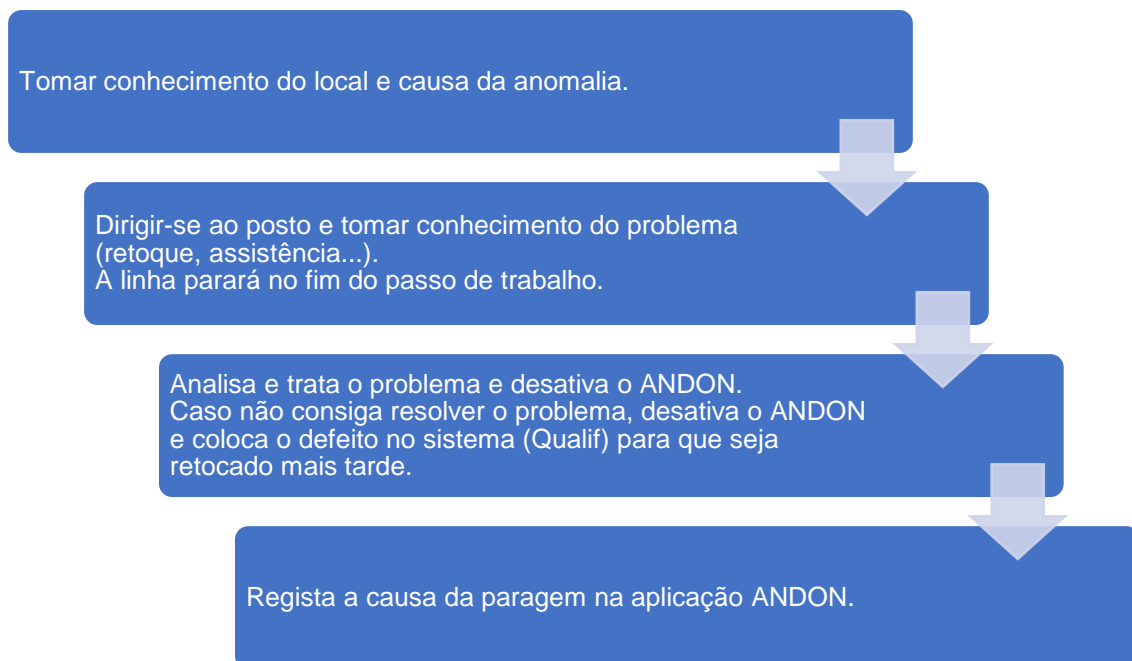 Tomar conhecimento do local e causa da anomalia.
Dirigir-se ao posto e tomar conhecimento do problema
(retoque, assistência...).
A linha parará no fim do passo de trabalho.
Analisa e trata o problema e desativa o ANDON.
Caso não consiga resolver o problema, desativa o ANDON
e coloca o defeito no sistema (Qualif) para que seja
retocado mais tarde.
Regista a causa da paragem na aplicação ANDON.